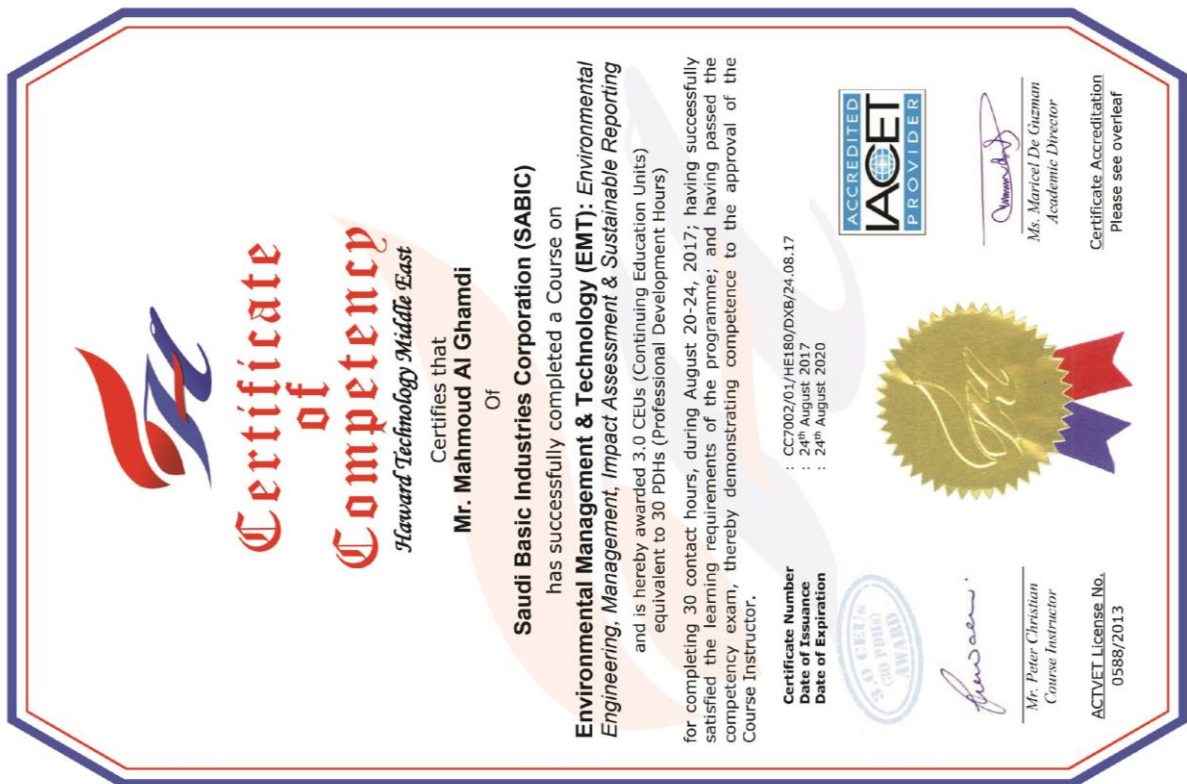 Certificate
of
Competency
Haward Technology Middle East
Certifies that
Mr. Mahmoud Al Ghamdi
Of
Saudi Basic Industries Corporation (SABIC)
has successfully completed a Course on
Environmental Management & Technology (EMT): Environmental
Engineering, Management, Impact Assessment & Sustainable Reporting
and is hereby awarded 3.0 CEUs (Continuing Education Units)
equivalent to 30 PDHs (Professional Development Hours)
for completing 30 contact hours, during August 20-24, 2017; having successfully
satisfied the learning requirements of the programme; and having passed the
competency exam, thereby demonstrating competence to the approval of the
Course Instructor.
Certificate Number : CC7002/01/HE180/DXB/24.08.17
Date of Issuance : 24th August 2017
Date of Expiration : 24th August 2020
3.0 CEUs
(30 PDHs)
AWARD
ACCREDITED
IACET
PROVIDER
Mr. Peter Christian
Course Instructor
Ms. Maricel De Guzman
Academic Director
ACTVET License No.
0588/2013
Certificate Accreditation
Please see overleaf